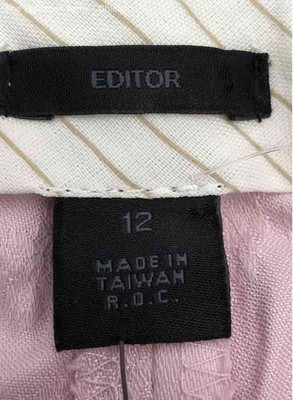 EDITOR
12
MADE IN
TAIWAN
R.O.C.